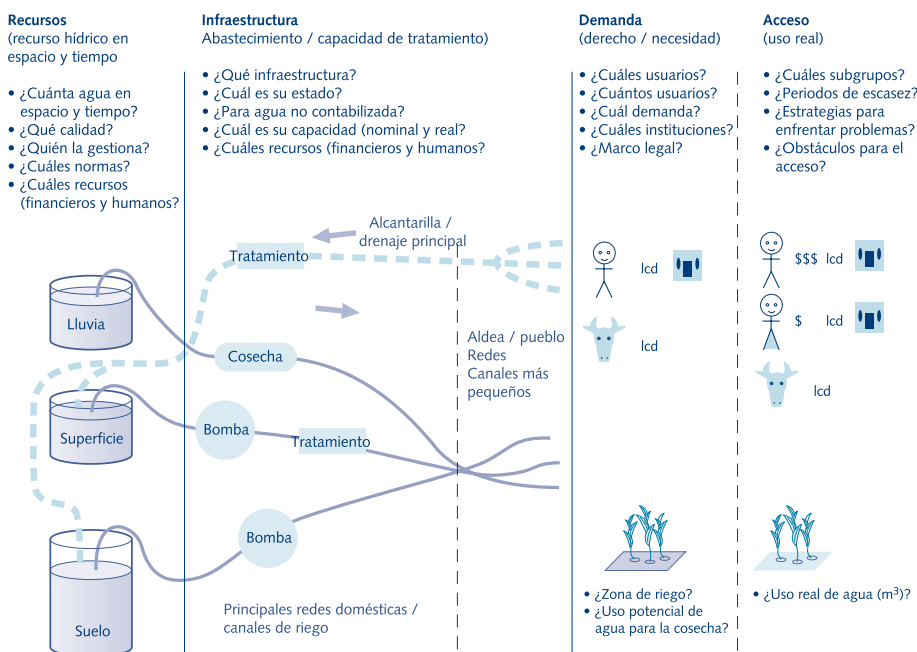 Recursos
(recurso hídrico en
espacio y tiempo
• ¿Cuánta agua en
espacio y tiempo?
• ¿Qué calidad?
• ¿Quién la gestiona?
• ¿Cuáles normas?
• ¿Cuáles recursos
(financieros y humanos?
Infraestructura
Abastecimiento / capacidad de tratamiento)
• ¿Qué infraestructura?
• ¿Cuál es su estado?
• ¿Para agua no contabilizada?
• ¿Cuál es su capacidad (nominal y real?
• ¿Cuáles recursos (financieros y humanos?
Demanda
(derecho / necesidad)
• ¿Cuáles usuarios?
• ¿Cuántos usuarios?
• ¿Cuál demanda?
• ¿Cuáles instituciones?
• ¿Marco legal?
Acceso
(uso real)
• ¿Cuáles subgrupos?
• ¿Periodos de escasez?
• ¿Estrategias para
enfrentar problemas?
• ¿Obstáculos para el
acceso?
Alcantarilla /
drenaje principal
Tratamiento
Lluvia
Cosecha
Aldea / pueblo
Redes
Canales más
pequeños
Superficie
Bomba
Tratamiento
Bomba
Suelo
Principales redes domésticas /
canales de riego
lcd
lcd
$$$ lcd
$ lcd
lcd
• ¿Zona de riego?
• ¿Uso potencial de
agua para la cosecha?
• ¿Uso real de agua (m³)?